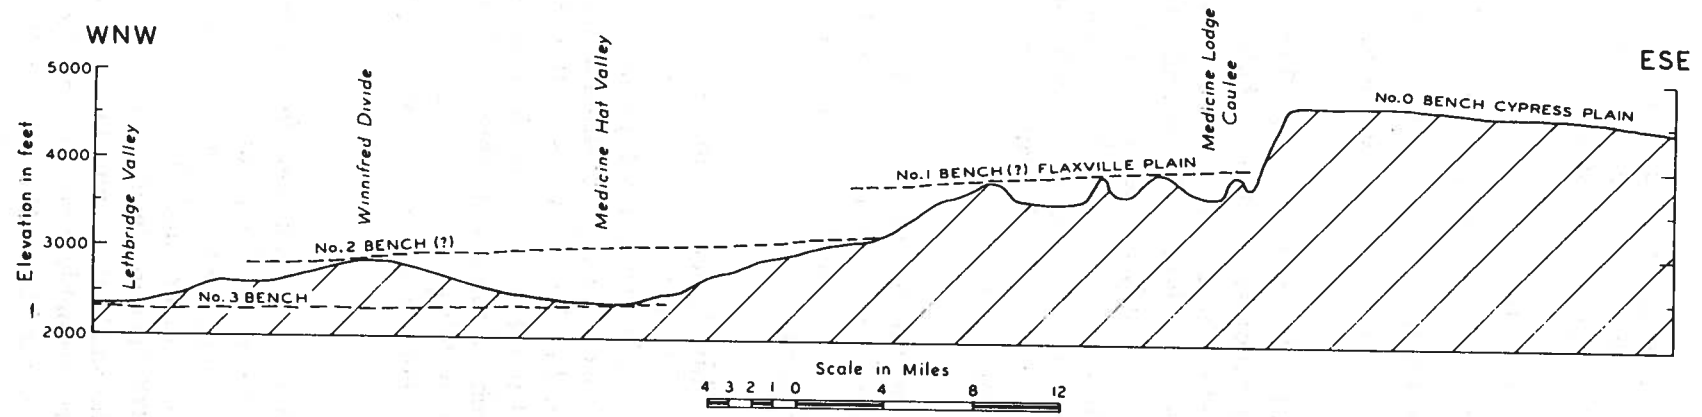 WNW
ESE
5000
4000
3000
2000
Elevation in feet
Lethbridge Valley
Winnifred Divide
Medicine Hat Valley
Medicine Lodge
Coulee
No.0 BENCH CYPRESS PLAIN
No.1 BENCH (?) FLAXVILLE PLAIN
No.2 BENCH (?)
No.3 BENCH
Scale in Miles
4 3 2 1 0 4 8 12